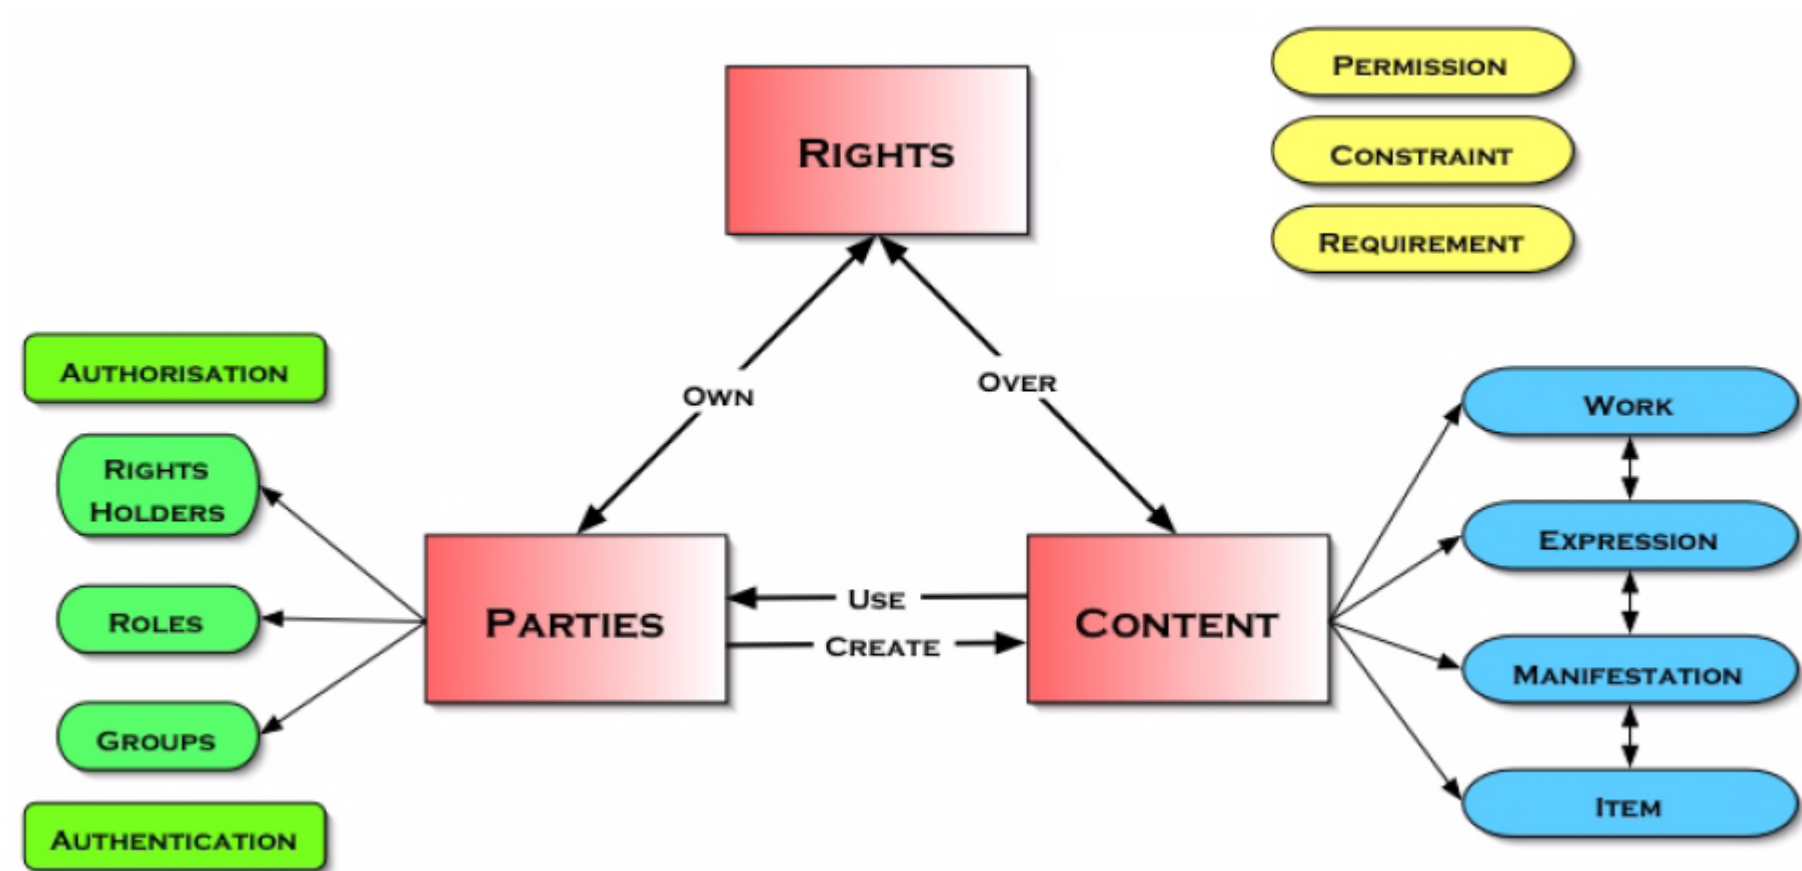 RIGHTS
PERMISSION
CONSTRAINT
REQUIREMENT
AUTHORISATION
OWN
OVER
WORK
RIGHTS
HOLDERS
EXPRESSION
ROLES
PARTIES
USE
CREATE
CONTENT
MANIFESTATION
GROUPS
ITEM
AUTHENTICATION